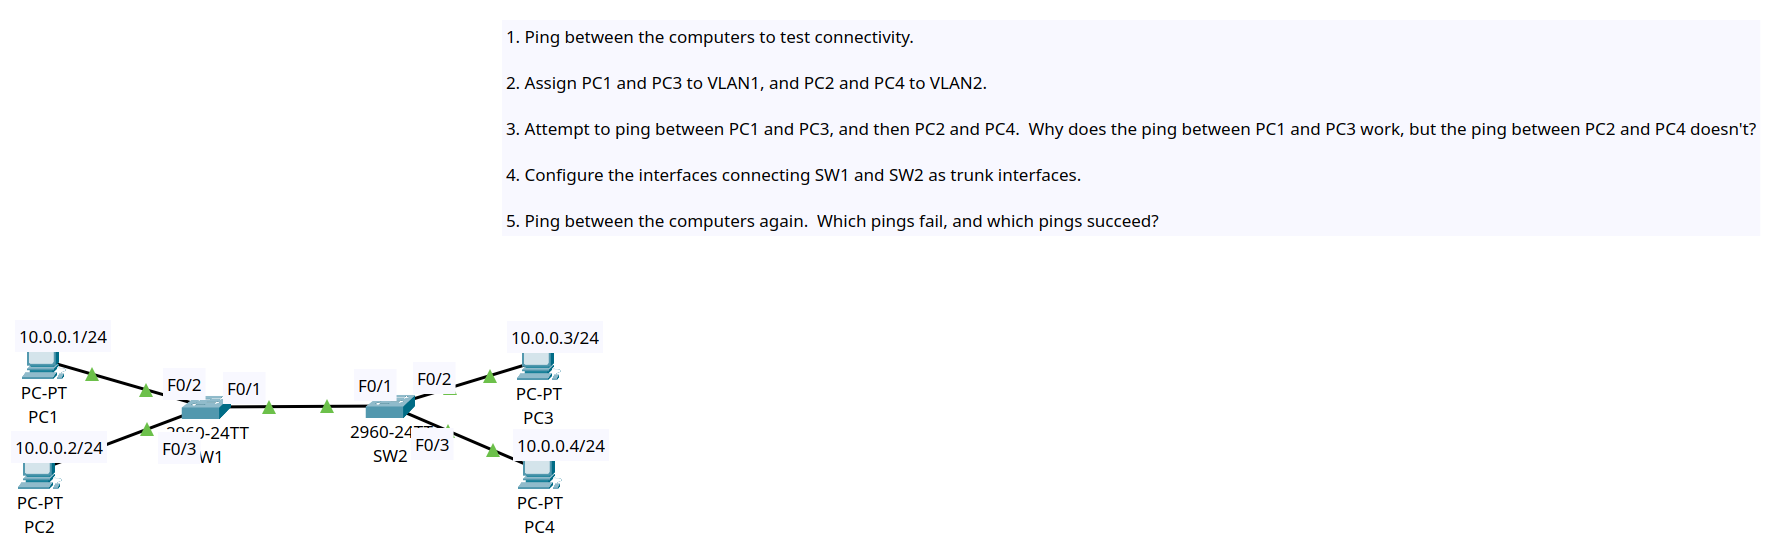 1. Ping between the computers to test connectivity.
2. Assign PC1 and PC3 to VLAN1, and PC2 and PC4 to VLAN2.
3. Attempt to ping between PC1 and PC3, and then PC2 and PC4.  Why does the ping between PC1 and PC3 work, but the ping between PC2 and PC4 doesn't?
4. Configure the interfaces connecting SW1 and SW2 as trunk interfaces.
5. Ping between the computers again.  Which pings fail, and which pings succeed?
10.0.0.1/24
PC-PT
PC1
F0/2
F0/1
2960-24TT
W1
F0/3
10.0.0.2/24
PC-PT
PC2
F0/1
F0/2
2960-24TT
SW2
F0/3
10.0.0.3/24
PC-PT
PC3
10.0.0.4/24
PC-PT
PC4